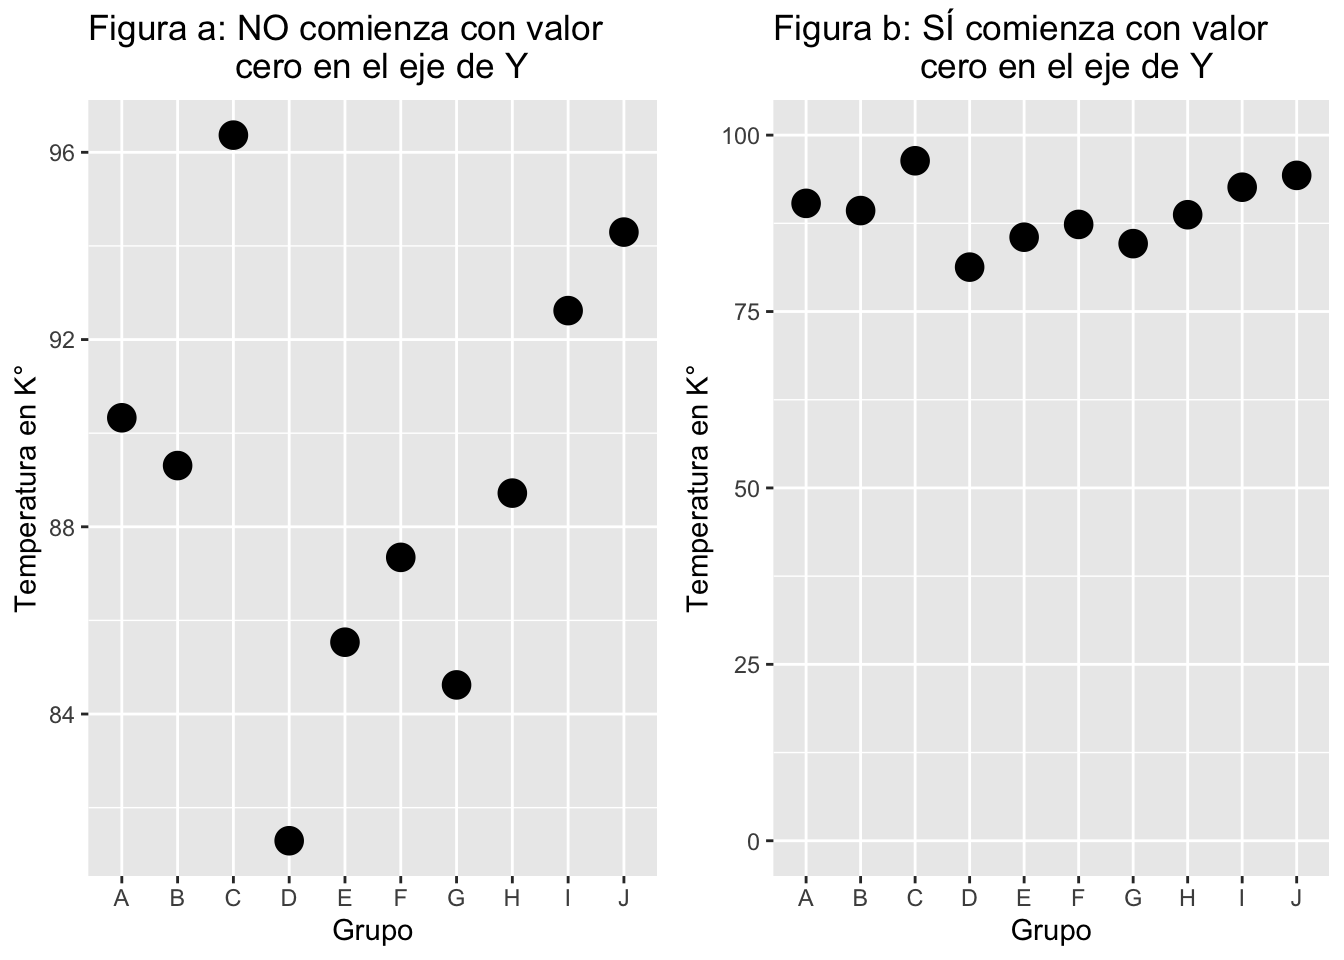 Figura a: NO comienza con valor
cero en el eje de Y
96
92
88
84
Temperatura en K°
A B C D E F G H I J
Grupo
Figura b: SÍ comienza con valor
cero en el eje de Y
100
75
50
25
0
Temperatura en K°
A B C D E F G H I J
Grupo